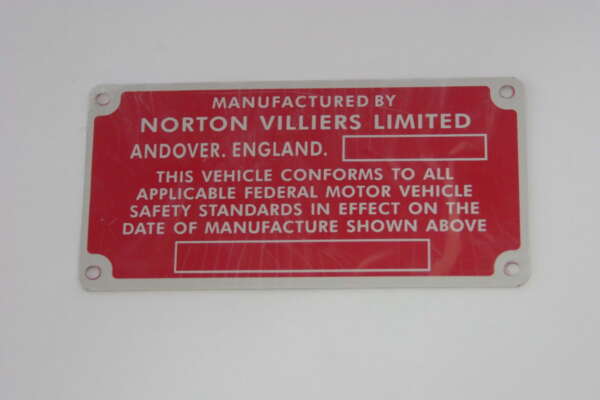 MANUFACTURED BY
NORTON VILLIERS LIMITED
ANDOVER. ENGLAND.
THIS VEHICLE CONFORMS TO ALL
APPLICABLE FEDERAL MOTOR VEHICLE
SAFETY STANDARDS IN EFFECT ON THE
DATE OF MANUFACTURE SHOWN ABOVE